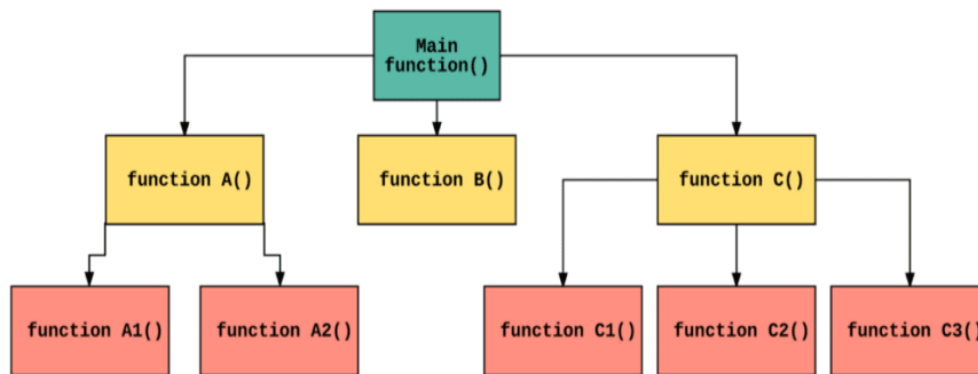 Main
function()
function A()
function B()
function C()
function A1()
function A2()
function C1()
function C2()
function C3()